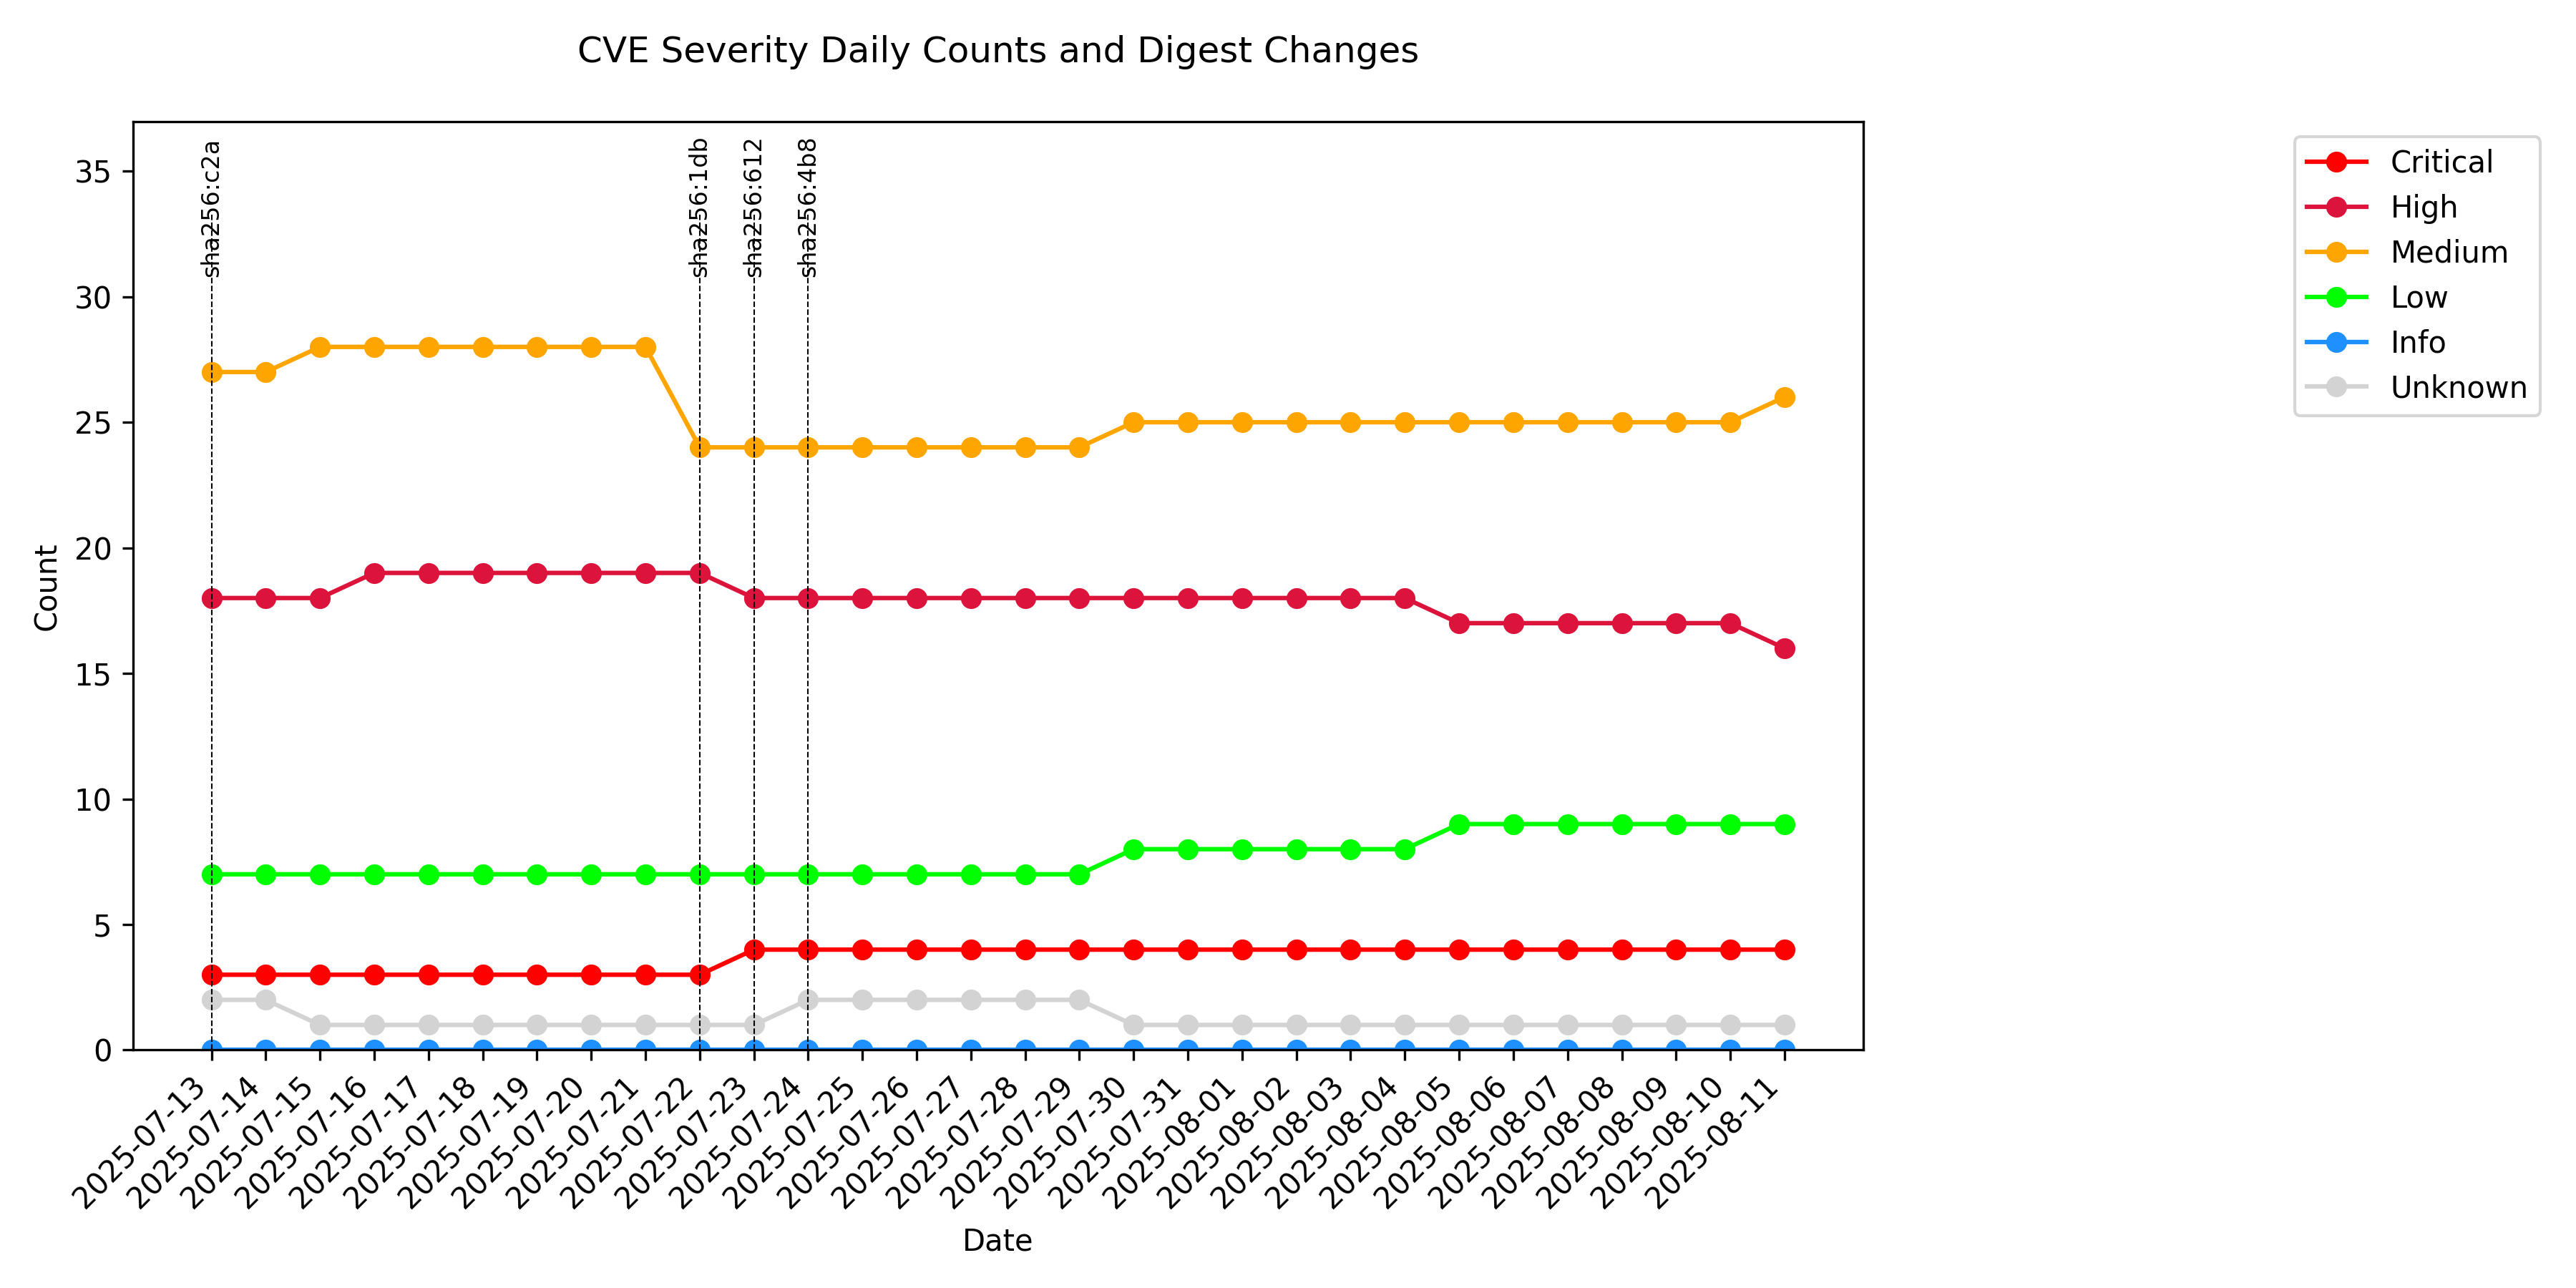 CVE Severity Daily Counts and Digest Changes
sha256:c2a
sha256:1db
sha256:612
sha256:4b8
Critical
High
Medium
Low
Info
Unknown
Count
35
30
25
20
15
10
5
0
2025-07-13
2025-07-14
2025-07-15
2025-07-16
2025-07-17
2025-07-18
2025-07-19
2025-07-20
2025-07-21
2025-07-22
2025-07-23
2025-07-24
2025-07-25
2025-07-26
2025-07-27
2025-07-28
2025-07-29
2025-07-30
2025-07-31
2025-08-01
2025-08-02
2025-08-03
2025-08-04
2025-08-05
2025-08-06
2025-08-07
2025-08-08
2025-08-09
2025-08-10
2025-08-11
Date